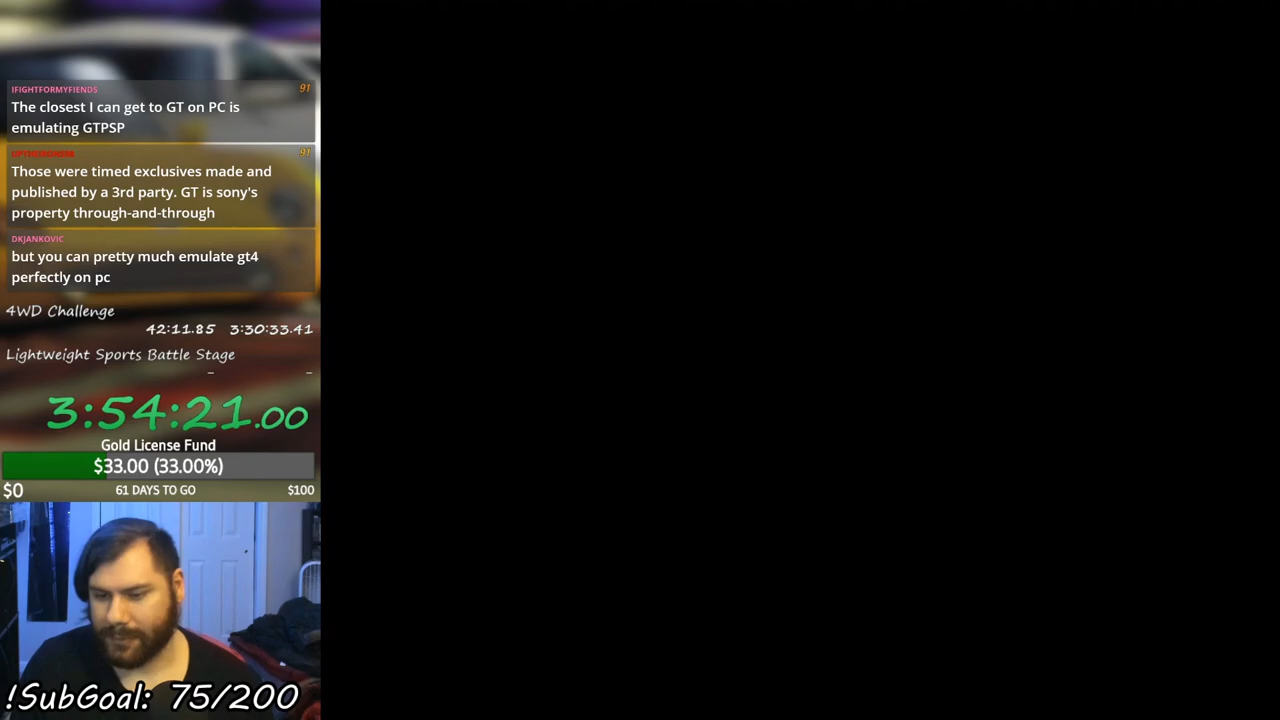 IFIGHTFORMYFIENDS 91
The closest I can get to GT on PC is
emulating GTPSP
91
Those were timed exclusives made and
published by a 3rd party. GT is sony's
property through-and-through
DKJANKOVIC
but you can pretty much emulate gt4
perfectly on pc
4WD Challenge
42:11.85 3:30:33.41
Lightweight Sports Battle Stage
– –
3:54:21.00
Gold License Fund
$33.00 (33.00%)
$0 61 DAYS TO GO $100
!SubGoal: 75/200